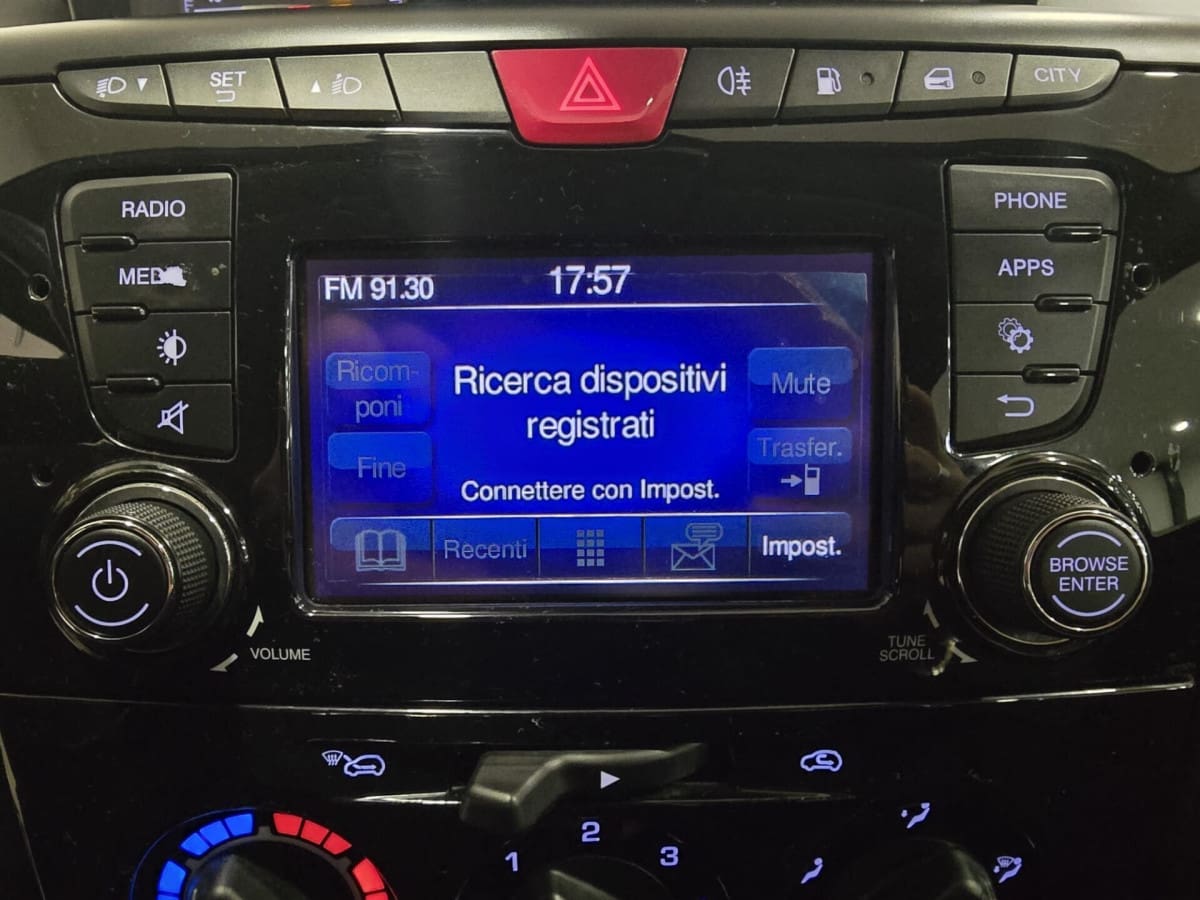 SET
CITY
RADIO
PHONE
MED
APPS
FM 91.30
17:57
Ricom-
poni
Ricerca dispositivi
registrati
Mute
Fine
Trasfer.
Connettere con Impost.
Recenti
Impost.
BROWSE
ENTER
VOLUME
TUNE
SCROLL
1
2
3